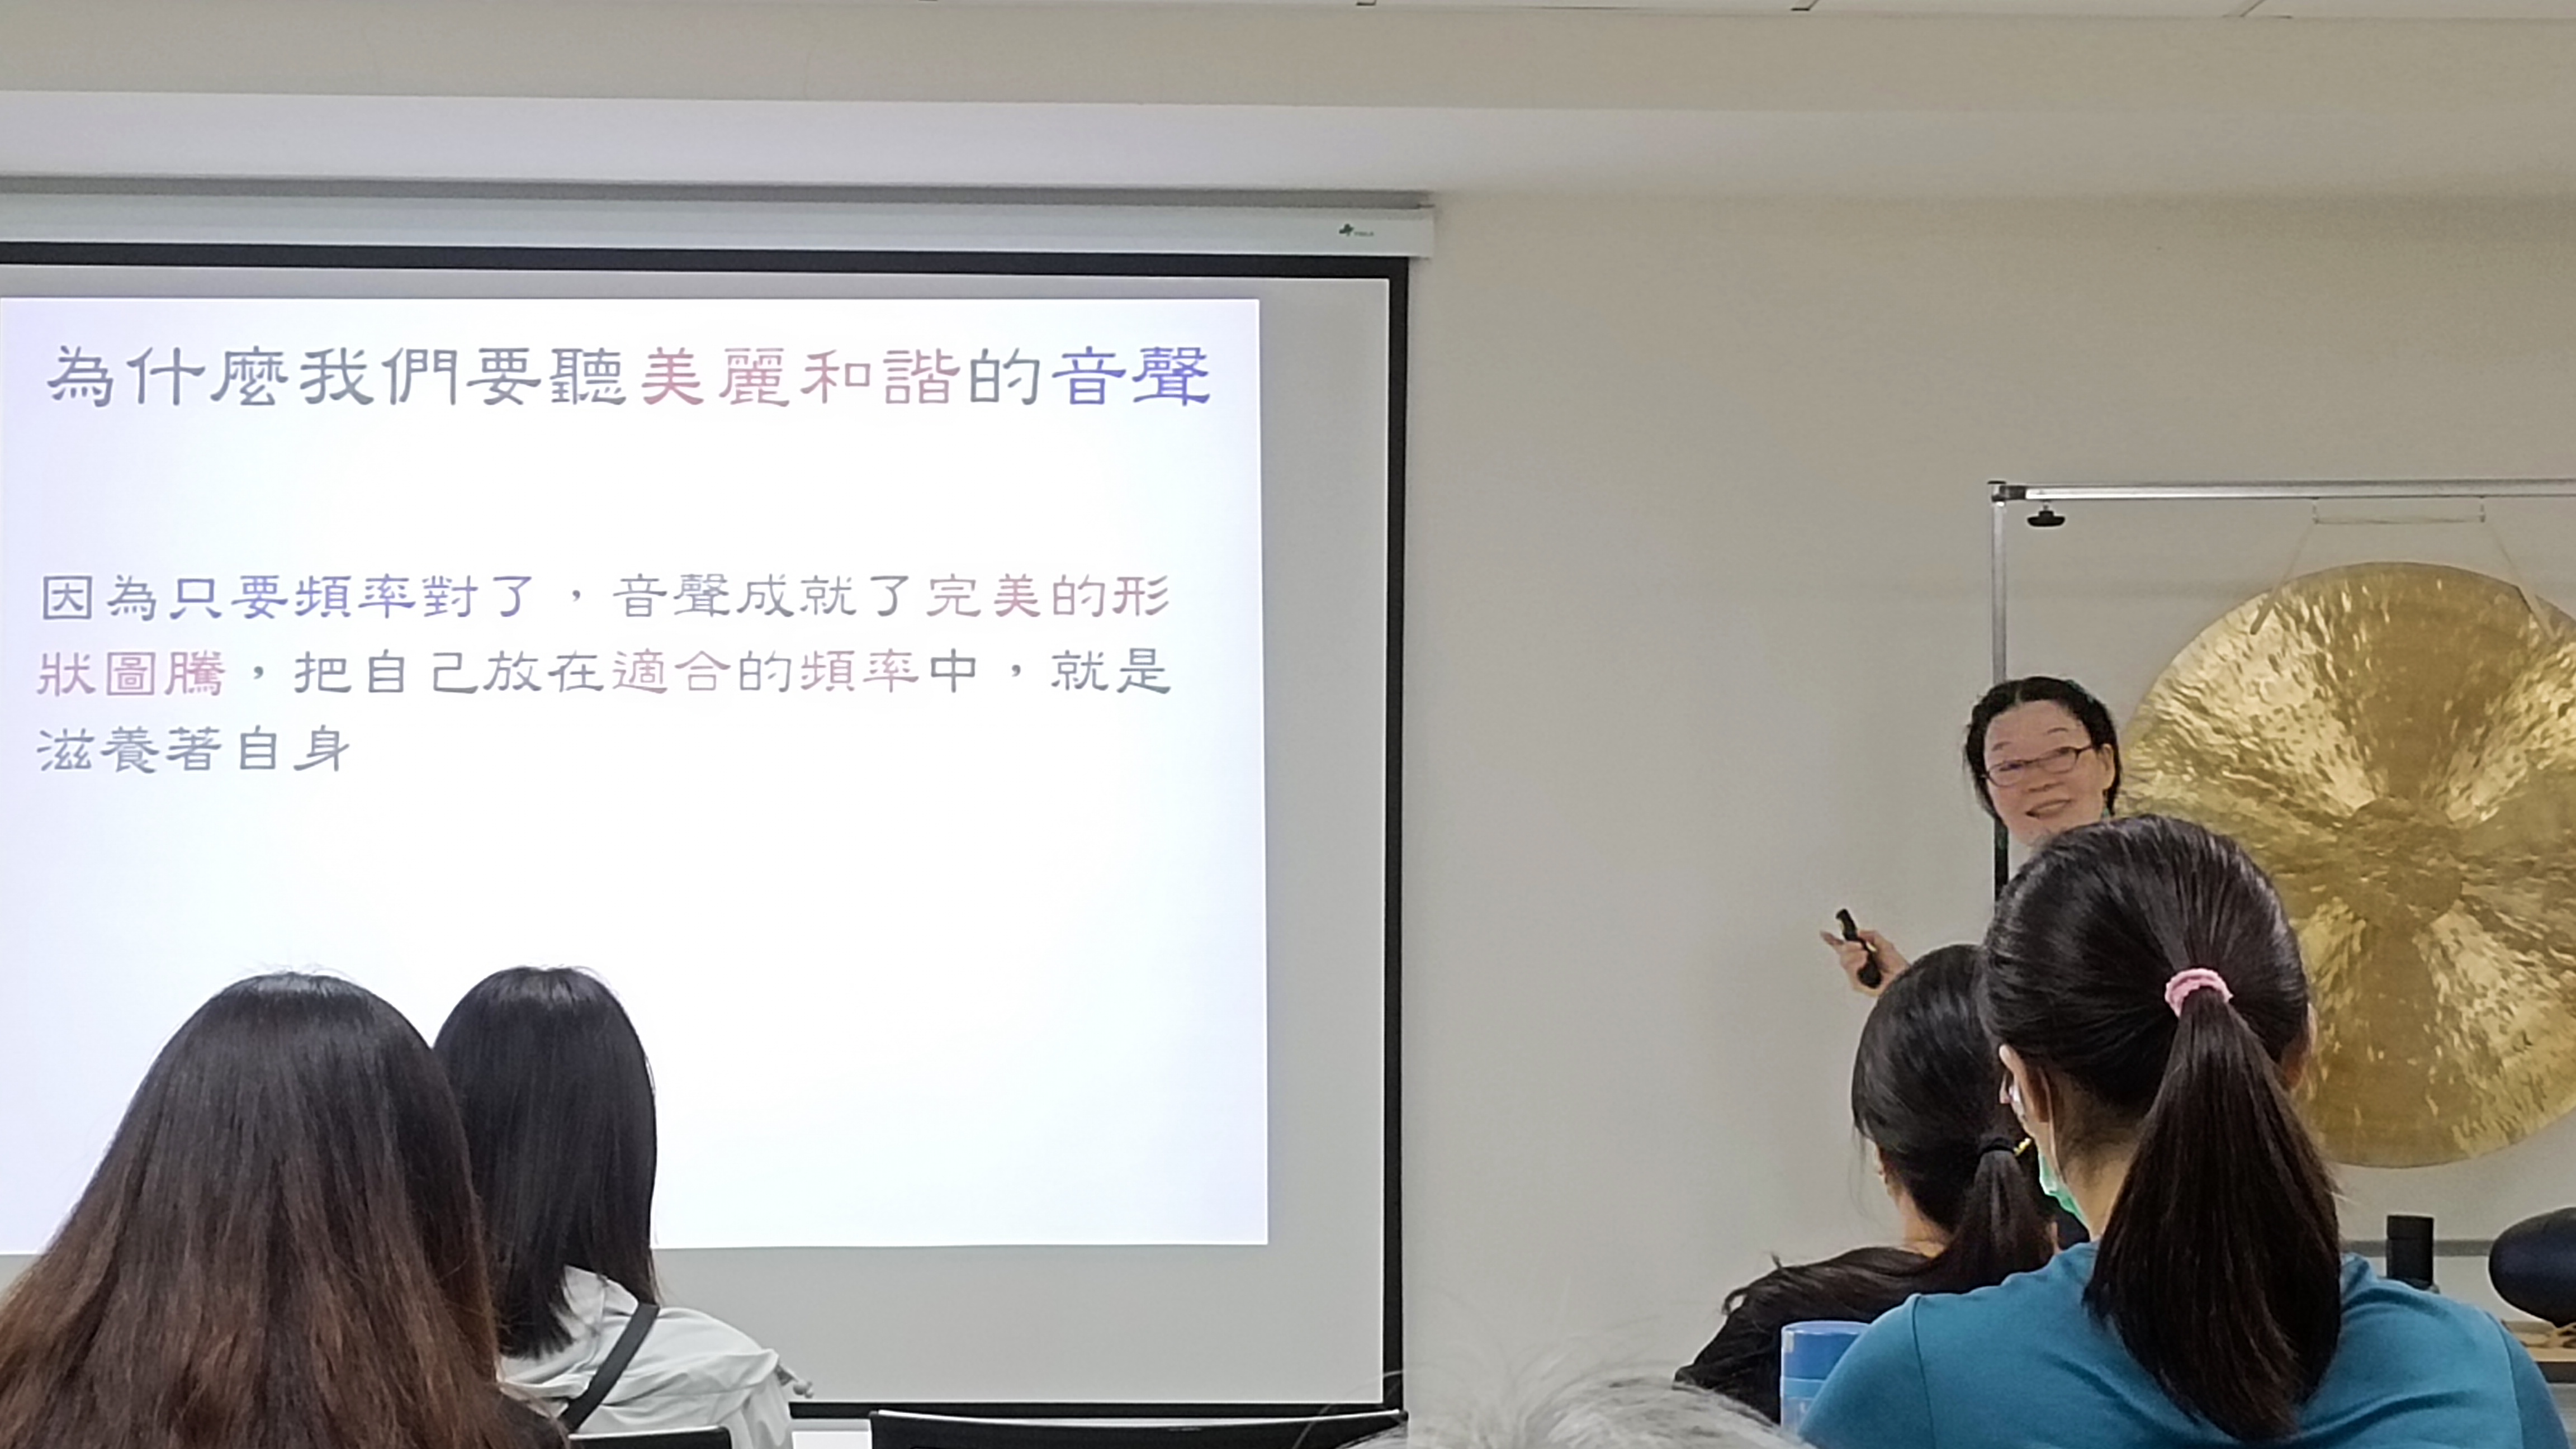 為什麼我們要聽美麗和諧的音聲
因為只要頻率對了，音聲成就了完美的形
狀圖騰，把自己放在適合的頻率中，就是
滋養著自身